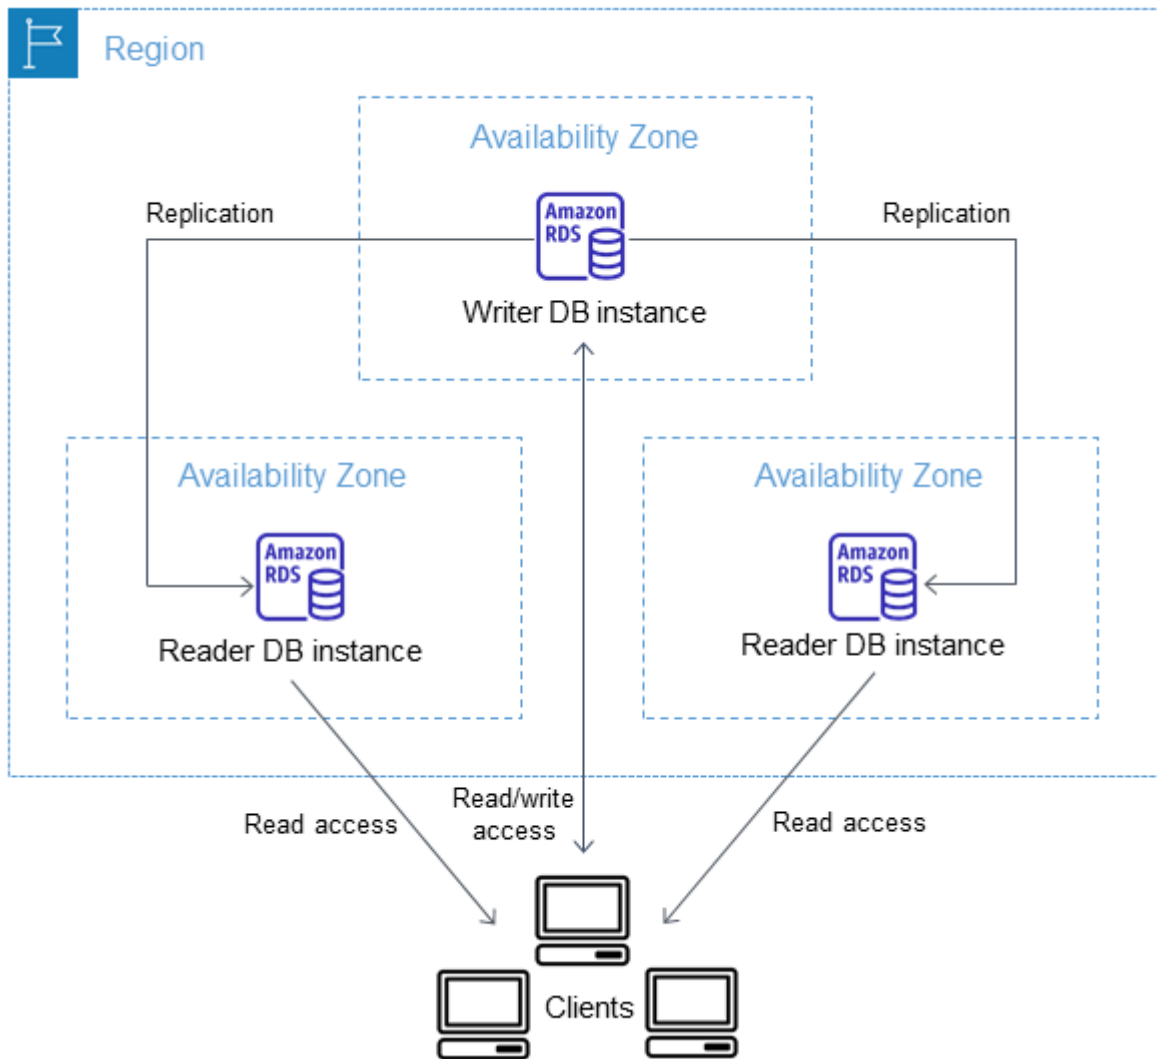 Region
Availability Zone
Replication
Amazon
RDS
Replication
Writer DB instance
Availability Zone
Availability Zone
Amazon
RDS
Amazon
RDS
Reader DB instance
Reader DB instance
Read access
Read/write
access
Read access
Clients